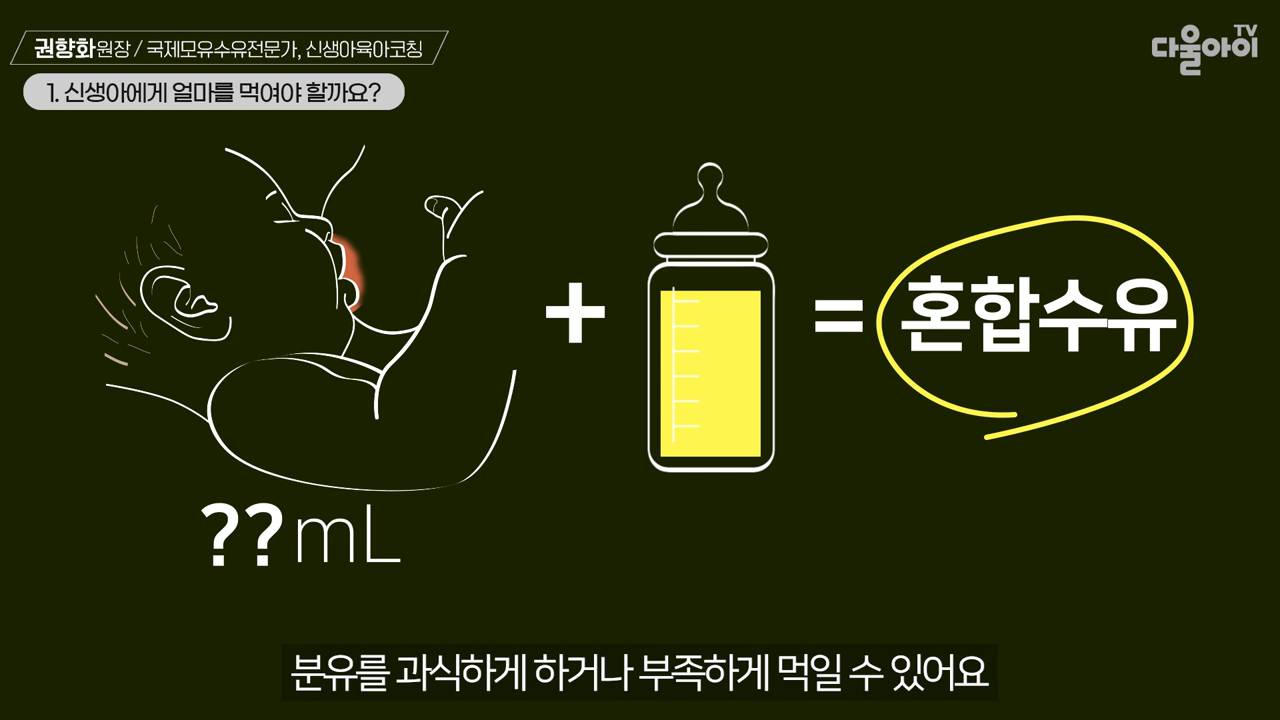 권향화원장 / 국제모유수유전문가, 신생아육아코칭
다울아이 TV
1. 신생아에게 얼마를 먹여야 할까요?
+
=
혼합수유
??mL
분유를 과식하게 하거나 부족하게 먹일 수 있어요